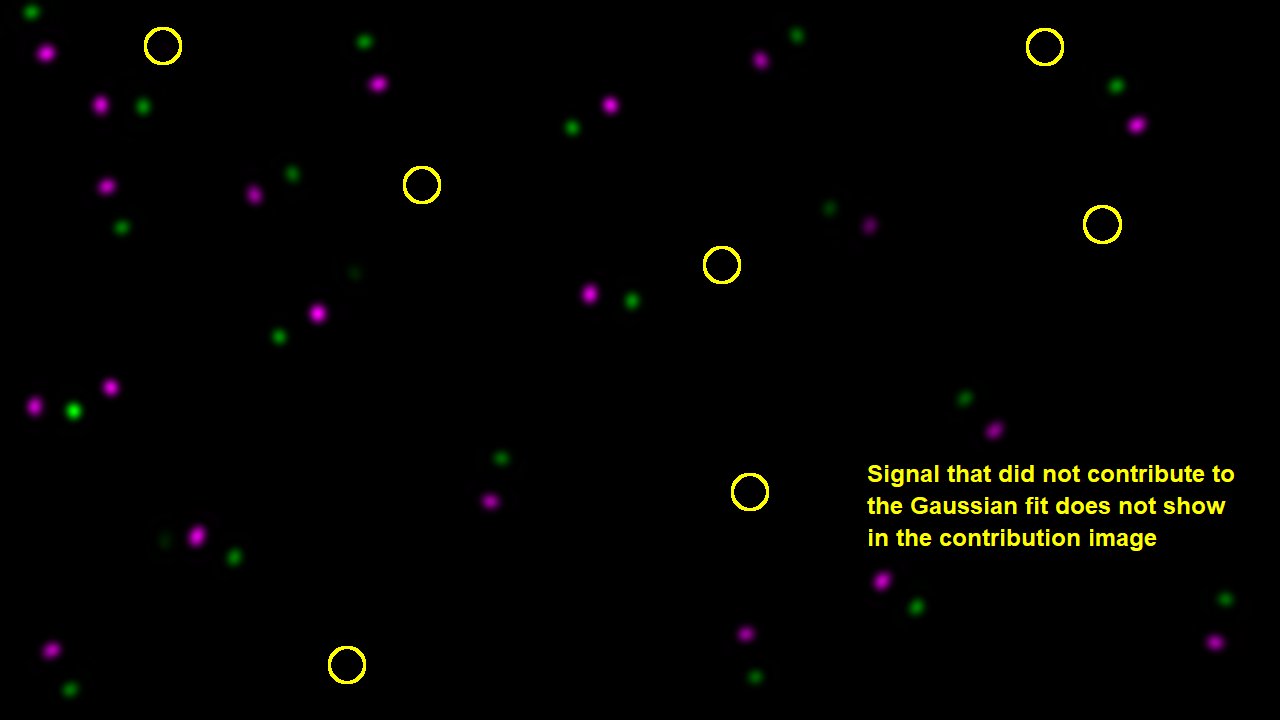 Signal that did not contribute to
the Gaussian fit does not show
in the contribution image